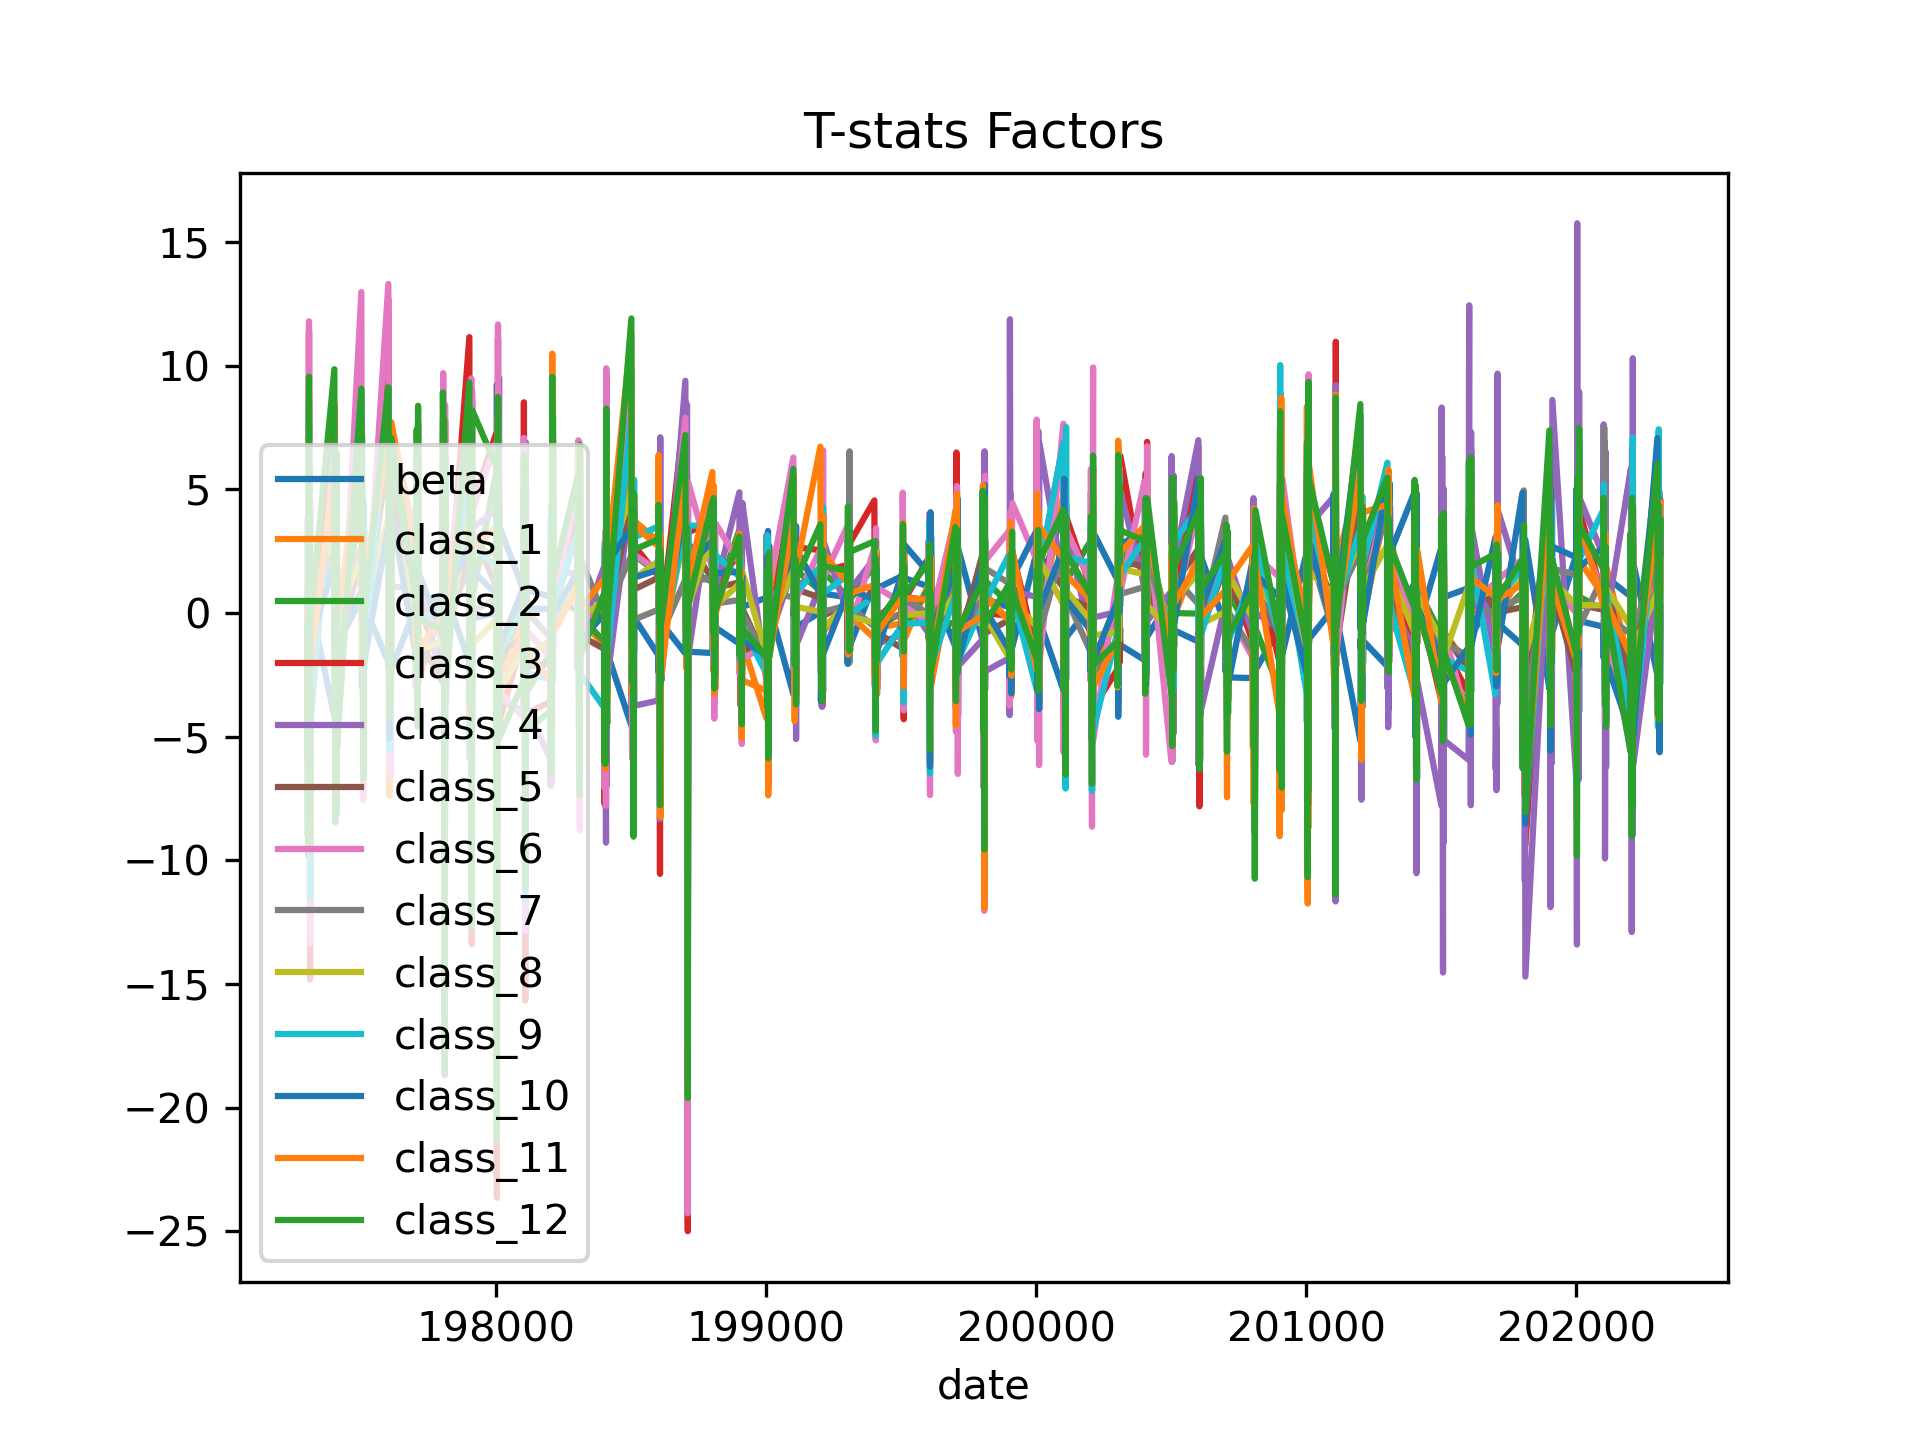 T-stats Factors
15
10
5
0
−5
−10
−15
−20
−25
beta
class_1
class_2
class_3
class_4
class_5
class_6
class_7
class_8
class_9
class_10
class_11
class_12
198000 199000 200000 201000 202000
date